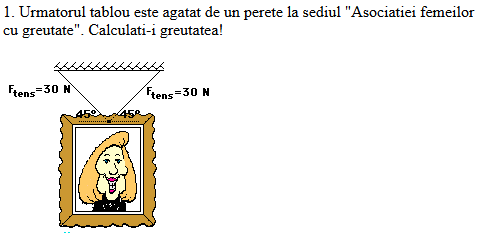 1. Urmatorul tablou este agatat de un perete la sediul "Asociatiei femeilor
cu greutate". Calculati-i greutatea!
Ftens=30 N
Ftens=30 N
45° 45°